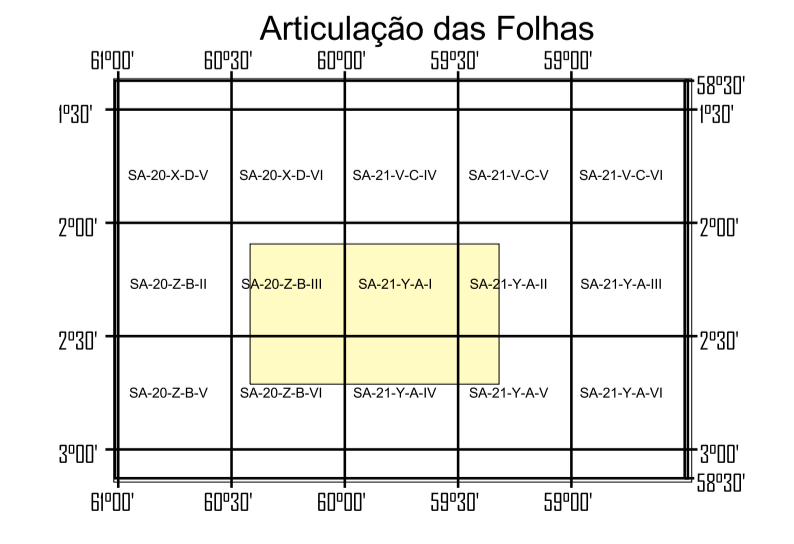 Articulação das Folhas
61º00' 60º30' 60º00' 59º30' 59º00'
58º30'
1º30' 1º30'
SA-20-X-D-V SA-20-X-D-VI SA-21-V-C-IV SA-21-V-C-V SA-21-V-C-VI
2º00' 2º00'
SA-20-Z-B-II SA-20-Z-B-III SA-21-Y-A-I SA-21-Y-A-II SA-21-Y-A-III
2º30' 2º30'
SA-20-Z-B-V SA-20-Z-B-VI SA-21-Y-A-IV SA-21-Y-A-V SA-21-Y-A-VI
3º00' 3º00'
58º30'
61º00' 60º30' 60º00' 59º30' 59º00'